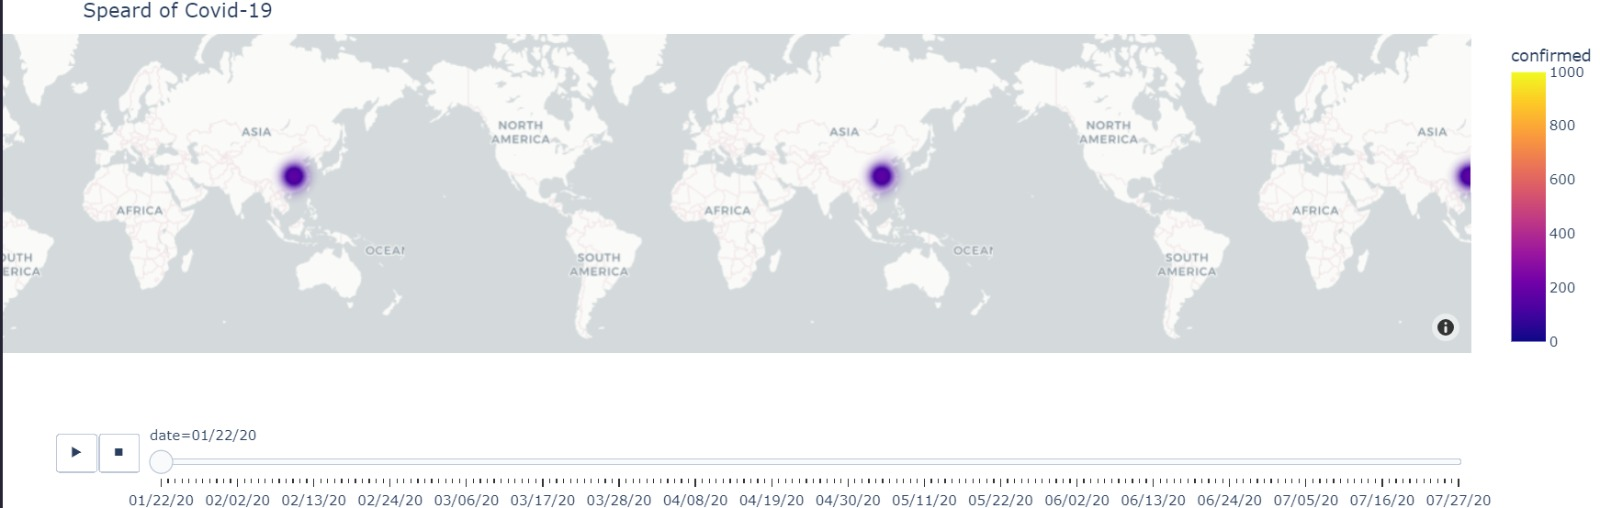 Speard of Covid-19
confirmed
1000
800
600
400
200
0
ASIA
NORTH
AMERICA
ASIA
NORTH
AMERICA
ASIA
AFRICA
AFRICA
AFRICA
OUTH
ERICA
OCEAN
SOUTH
AMERICA
OCEAN
SOUTH
AMERICA
date=01/22/20
01/22/20 02/02/20 02/13/20 02/24/20 03/06/20 03/17/20 03/28/20 04/08/20 04/19/20 04/30/20 05/11/20 05/22/20 06/02/20 06/13/20 06/24/20 07/05/20 07/16/20 07/27/20